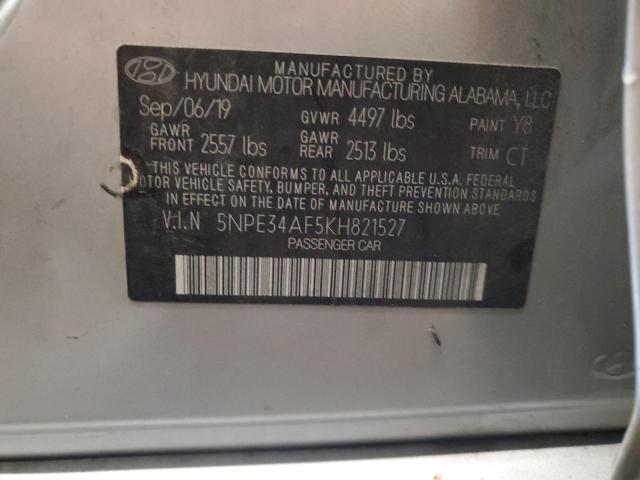 MANUFACTURED BY
HYUNDAI MOTOR MANUFACTURING ALABAMA, LLC
Sep/06/19 GVWR 4497 lbs PAINT Y8
GAWR FRONT 2557 lbs GAWR REAR 2513 lbs TRIM CT
THIS VEHICLE CONFORMS TO ALL APPLICABLE U.S.A. FEDERAL
MOTOR VEHICLE SAFETY, BUMPER, AND THEFT PREVENTION STANDARDS
IN EFFECT ON THE DATE OF MANUFACTURE SHOWN ABOVE.
V.I.N 5NPE34AF5KH821527
PASSENGER CAR